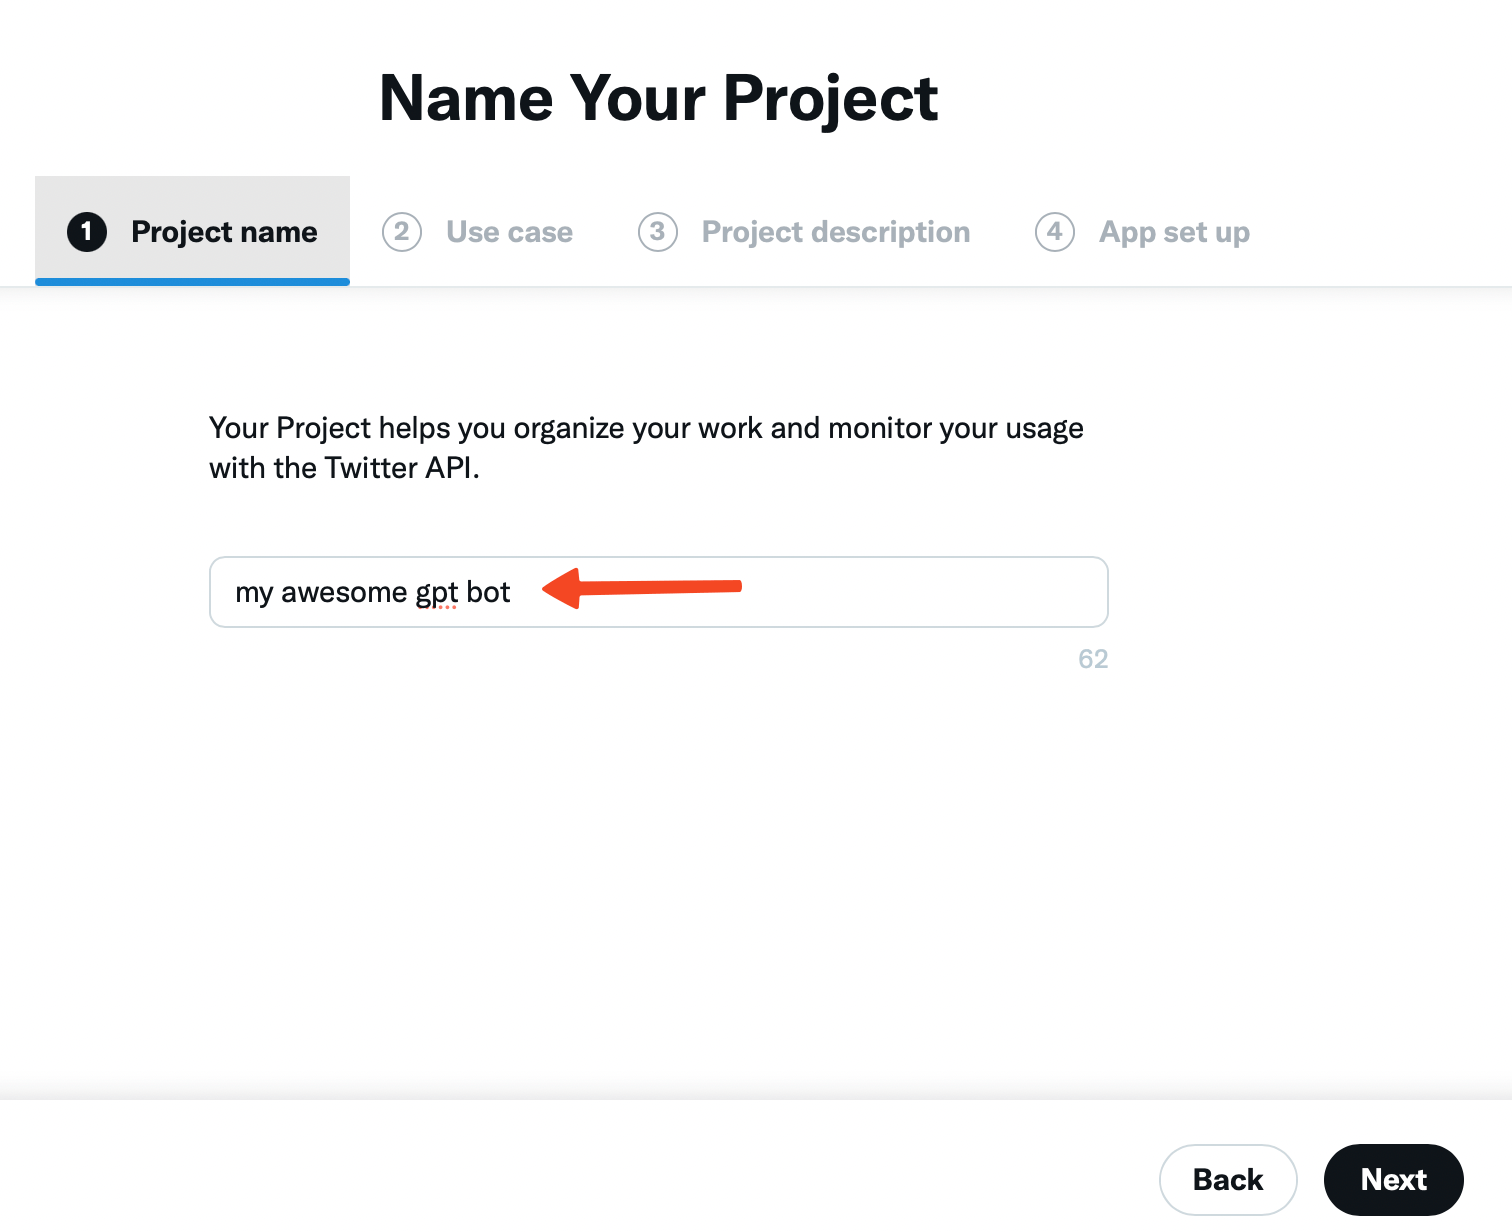 Name Your Project
1 Project name 2 Use case 3 Project description 4 App set up
Your Project helps you organize your work and monitor your usage
with the Twitter API.
my awesome gpt bot
62
Back Next